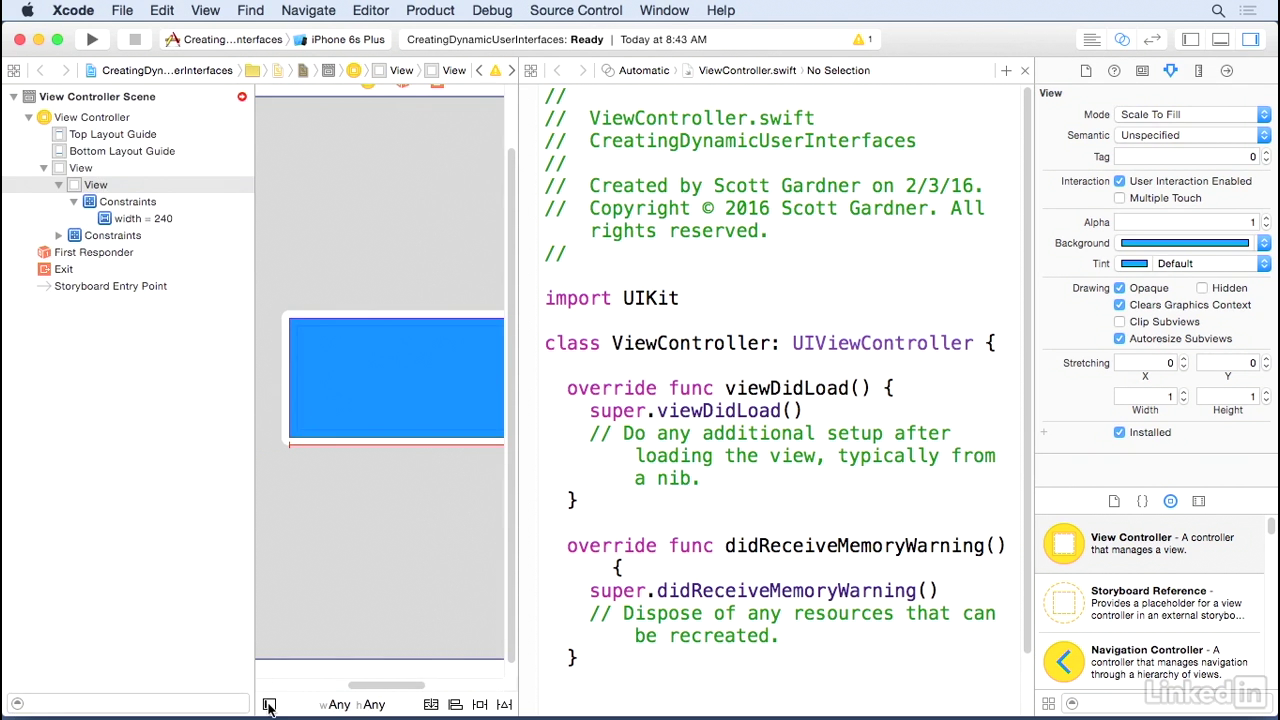 Xcode File Edit View Find Navigate Editor Product Debug Source Control Window Help
Creating...nterfaces iPhone 6s Plus CreatingDynamicUserInterfaces: Ready Today at 8:43 AM 1
CreatingDyn...erInterfaces View View Automatic ViewController.swift No Selection
View Controller Scene
View Controller
Top Layout Guide
Bottom Layout Guide
View
View
Constraints
width = 240
Constraints
First Responder
Exit
Storyboard Entry Point
wAny hAny
//
// ViewController.swift
// CreatingDynamicUserInterfaces
//
// Created by Scott Gardner on 2/3/16.
// Copyright © 2016 Scott Gardner. All
rights reserved.
//
import UIKit
class ViewController: UIViewController {
override func viewDidLoad() {
super.viewDidLoad()
// Do any additional setup after
loading the view, typically from
a nib.
}
override func didReceiveMemoryWarning()
{
super.didReceiveMemoryWarning()
// Dispose of any resources that can
be recreated.
}
View
Mode Scale To Fill
Semantic Unspecified
Tag 0
Interaction User Interaction Enabled
Multiple Touch
Alpha 1
Background
Tint Default
Drawing Opaque Hidden
Clears Graphics Context
Clip Subviews
Autoresize Subviews
Stretching 0 0
X Y
1 1
Width Height
+ Installed
View Controller - A controller
that manages a view.
Storyboard Reference -
Provides a placeholder for a view
controller in an external storybo...
Navigation Controller - A
controller that manages navigation
through a hierarchy of views.
LinkedIn